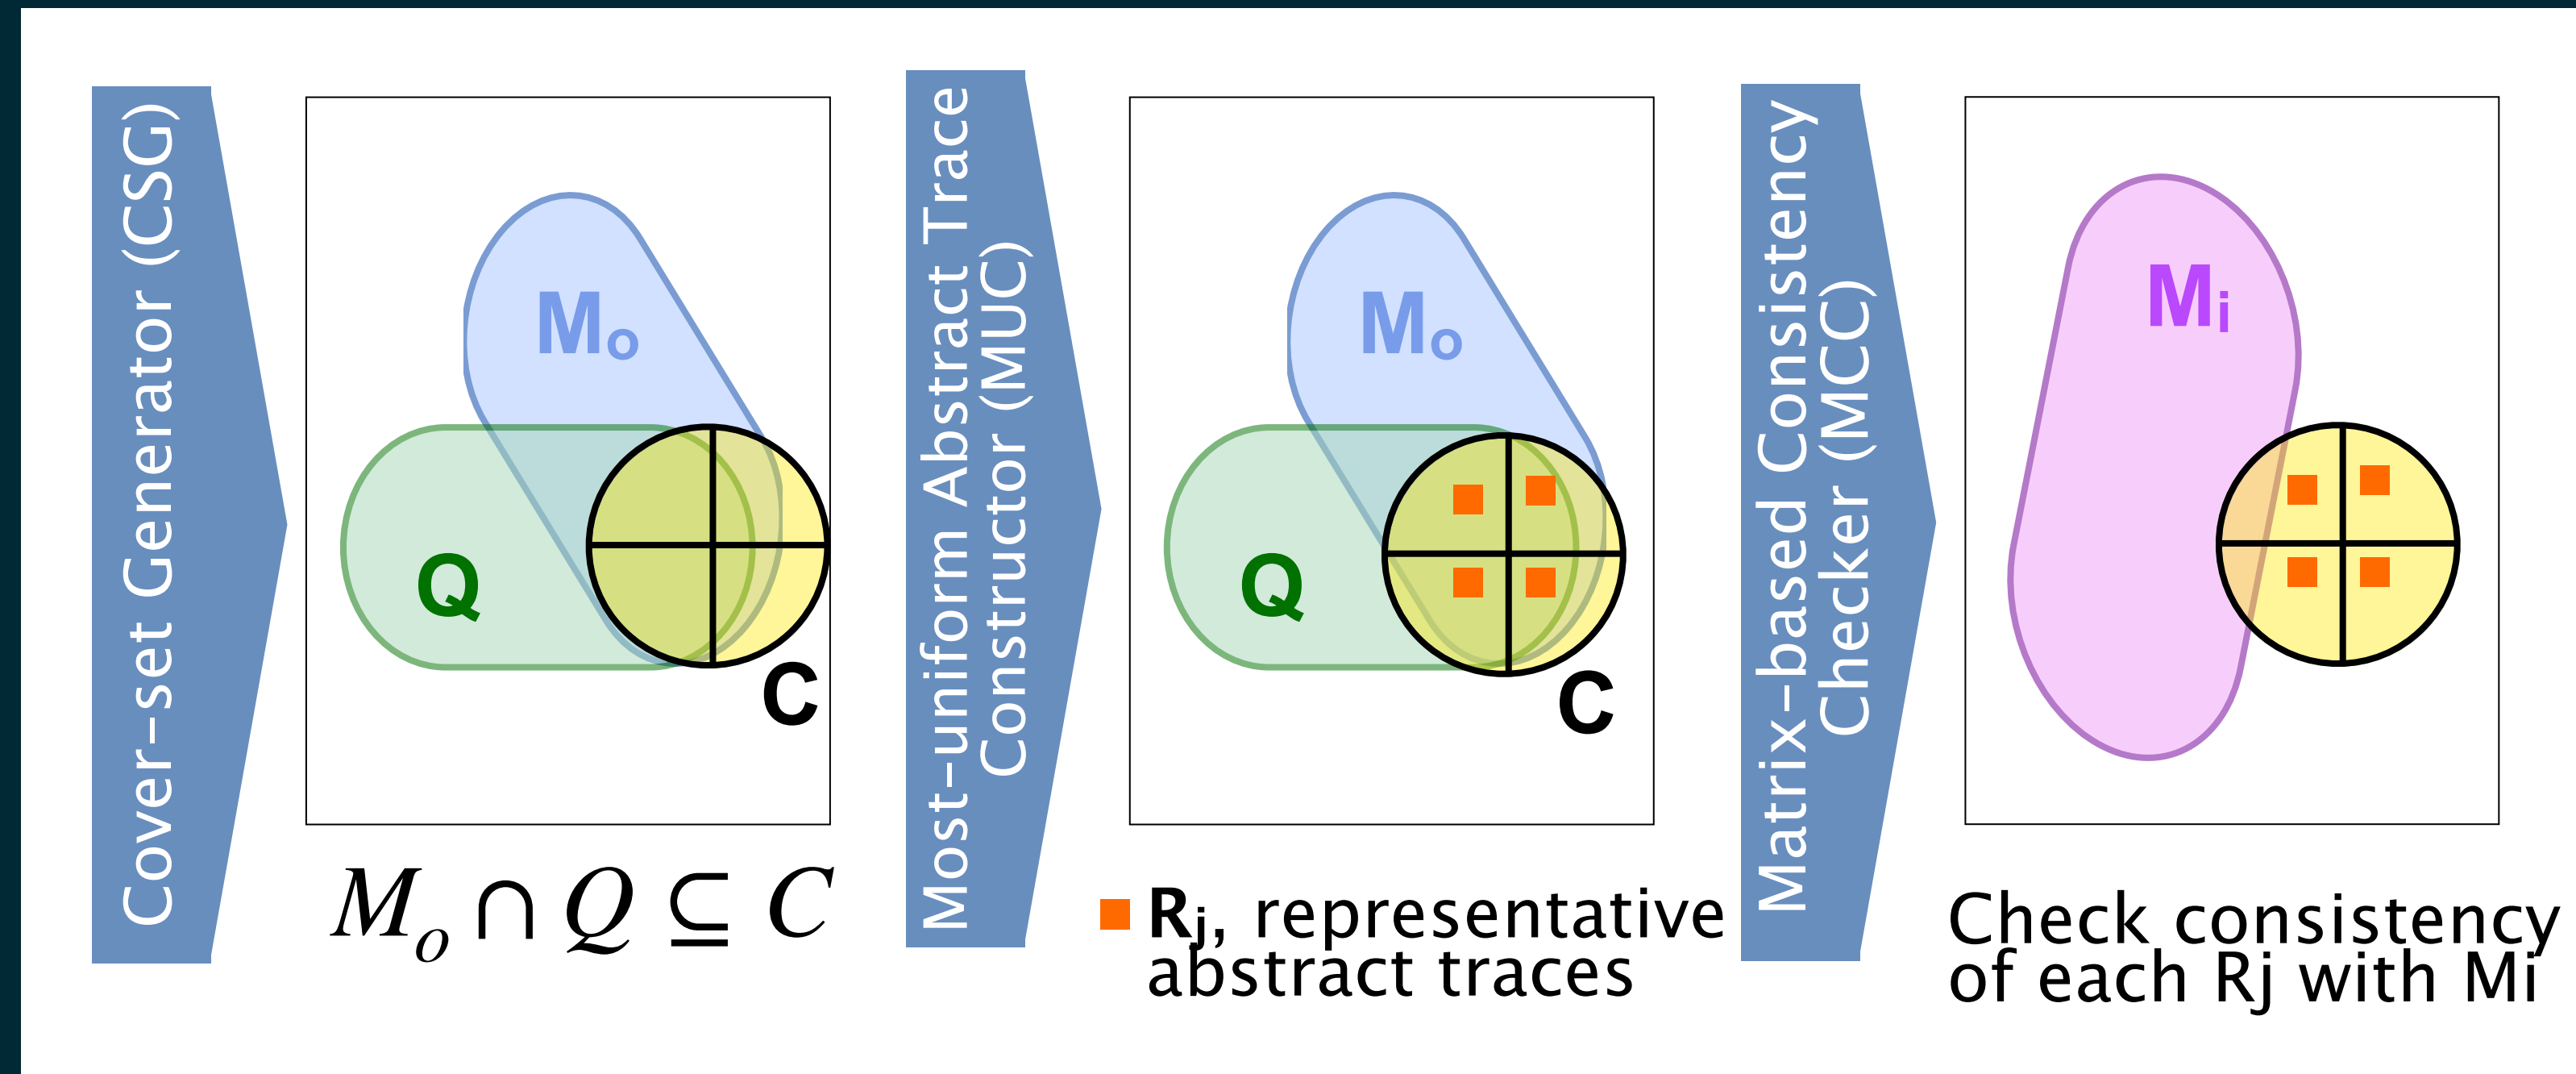 Cover-set Generator (CSG)
Mo
Q
C
Mo ∩ Q ⊆ C
Most-uniform Abstract Trace
Constructor (MUC)
Mo
Q
C
Rj, representative
abstract traces
Matrix-based Consistency
Checker (MCC)
Mi
Check consistency
of each Rj with Mi